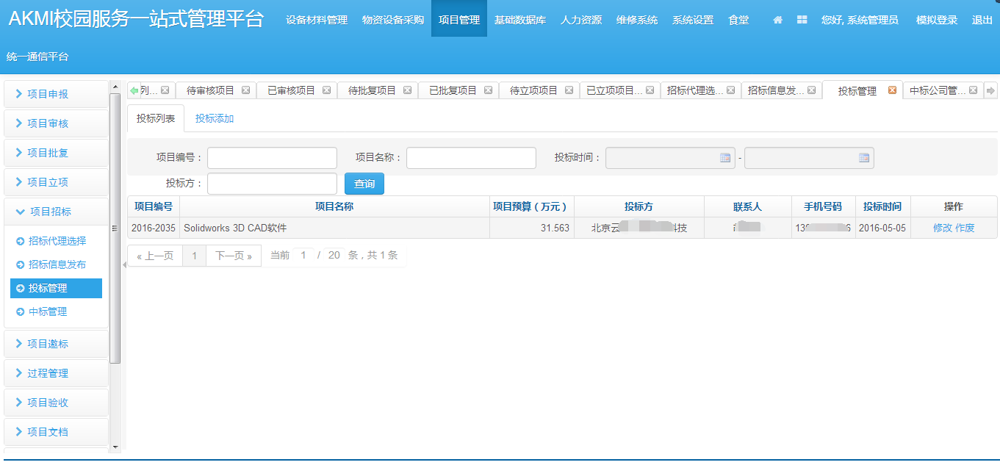 AKMI校园服务一站式管理平台 设备材料管理 物资设备采购 项目管理 基础数据库 人力资源 维修系统 系统设置 食堂 您好, 系统管理员 模拟登录 退出
统一通信平台
列... 待审核项目 已审核项目 待批复项目 已批复项目 待立项项目 已立项项目... 招标代理选... 招标信息发... 投标管理 中标公司管...
投标列表 投标添加
项目申报
项目审核
项目批复
项目立项
项目招标
招标代理选择
招标信息发布
投标管理
中标管理
项目邀标
过程管理
项目验收
项目文档
项目编号： 项目名称： 投标时间： -
投标方： 查询
项目编号 项目名称 项目预算（万元） 投标方 联系人 手机号码 投标时间 操作
2016-2035 Solidworks 3D CAD软件 31.563 北京云 科技 13 6 2016-05-05 修改 作废
« 上一页 1 下一页 » 当前 1 / 20 条，共 1 条